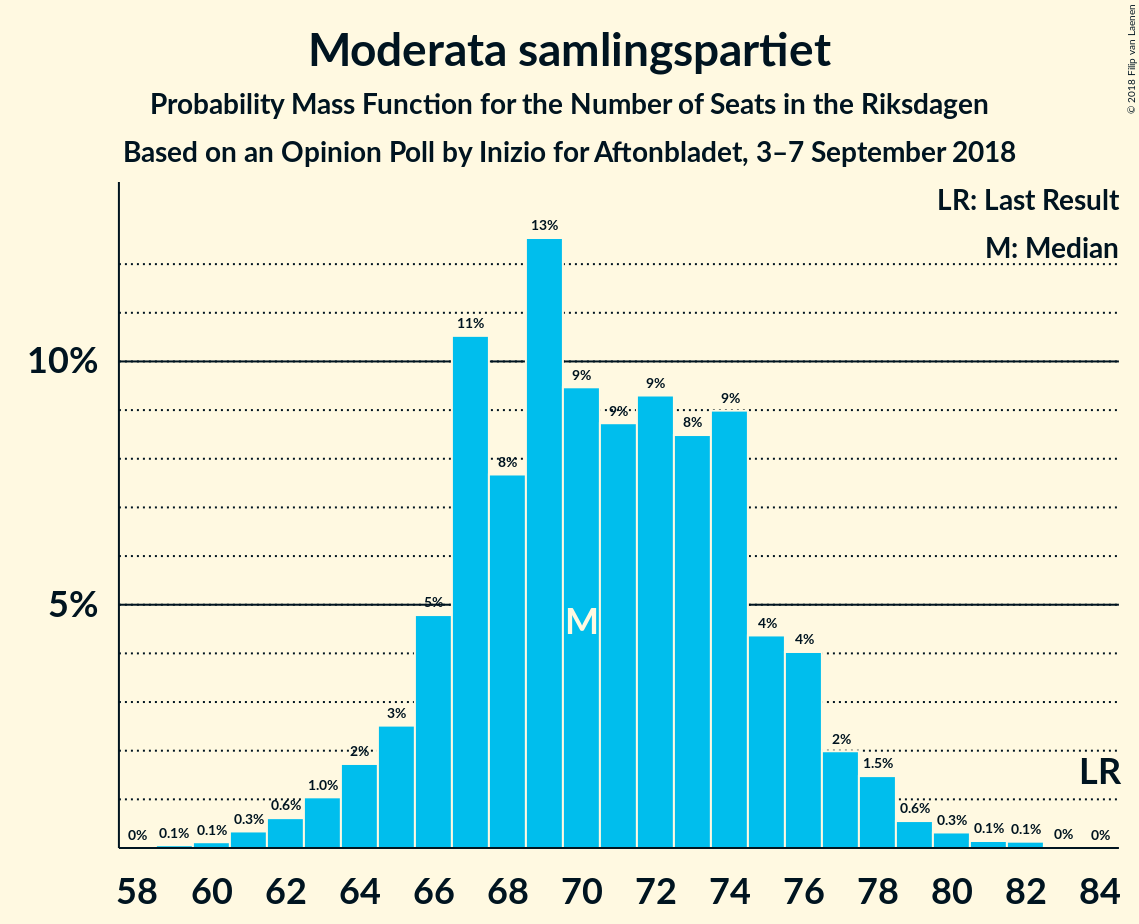 Moderata samlingspartiet
Probability Mass Function for the Number of Seats in the Riksdagen
Based on an Opinion Poll by Inizio for Aftonbladet, 3–7 September 2018
© 2018 Filip van Laenen
LR: Last Result
M: Median
10%
5%
0% 0.1% 0.1% 0.3% 0.6% 1.0% 2% 3% 5% 11% 8% 13% 9% 9% 9% 8% 9% 4% 4% 2% 1.5% 0.6% 0.3% 0.1% 0.1% 0% 0%
M
LR
58 60 62 64 66 68 70 72 74 76 78 80 82 84